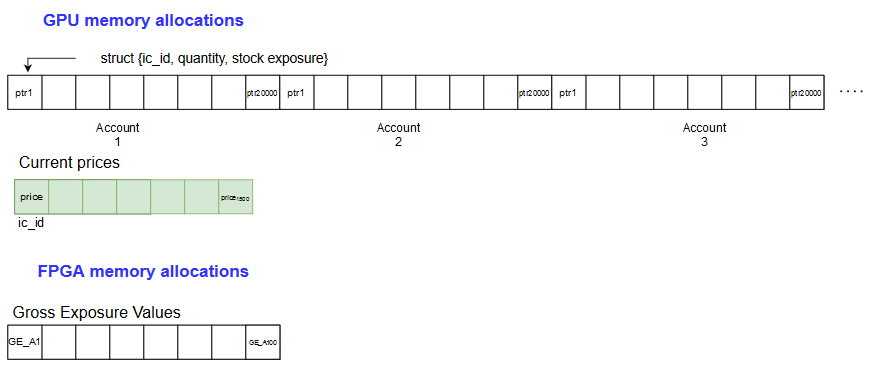 GPU memory allocations
struct {ic_id, quantity, stock exposure}
ptr1 ptr20000 ptr1 ptr20000 ptr1 ptr20000 ....
Account Account Account
1 2 3
Current prices
price price1500
ic_id
FPGA memory allocations
Gross Exposure Values
GE_A1 GE_A100